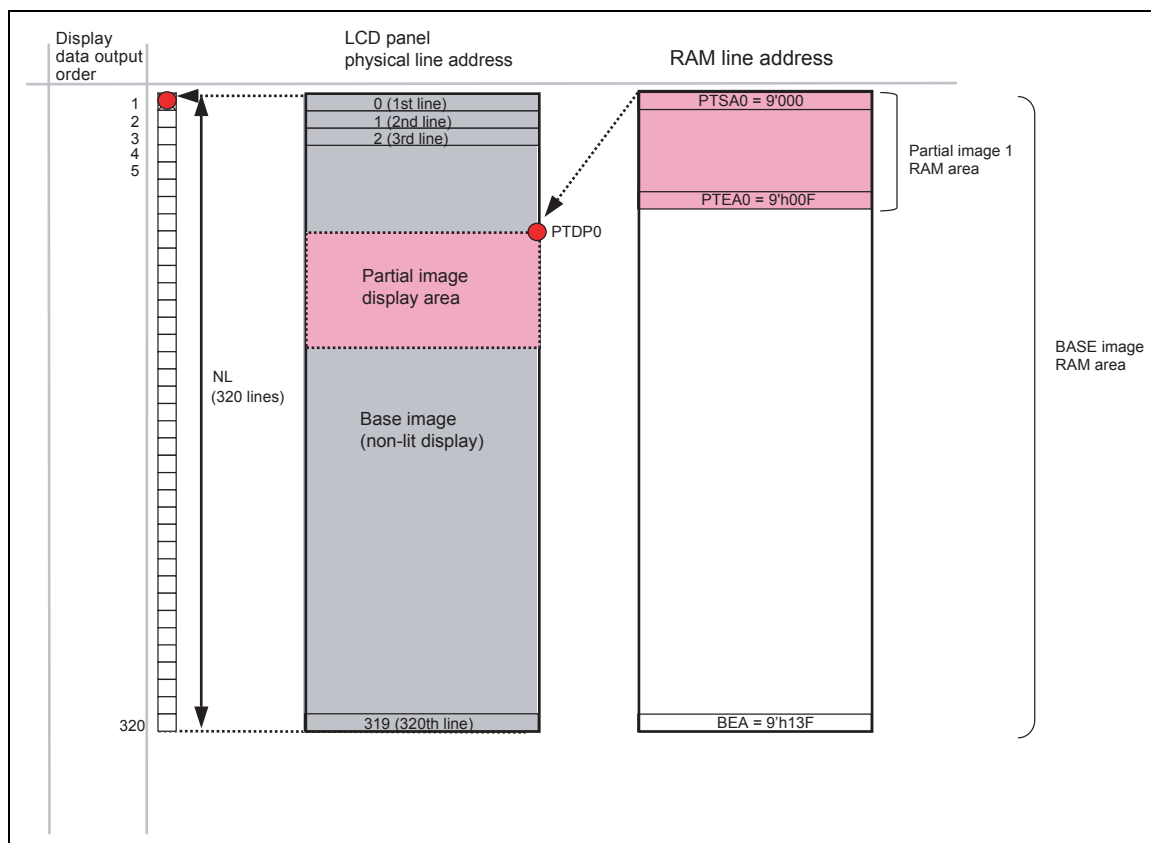 Display
data output
order
LCD panel
physical line address
RAM line address
1
2
3
4
5
320
NL
(320 lines)
0 (1st line)
1 (2nd line)
2 (3rd line)
PTDP0
Partial image
display area
Base image
(non-lit display)
319 (320th line)
PTSA0 = 9'000
PTEA0 = 9'h00F
BEA = 9'h13F
Partial image 1
RAM area
BASE image
RAM area